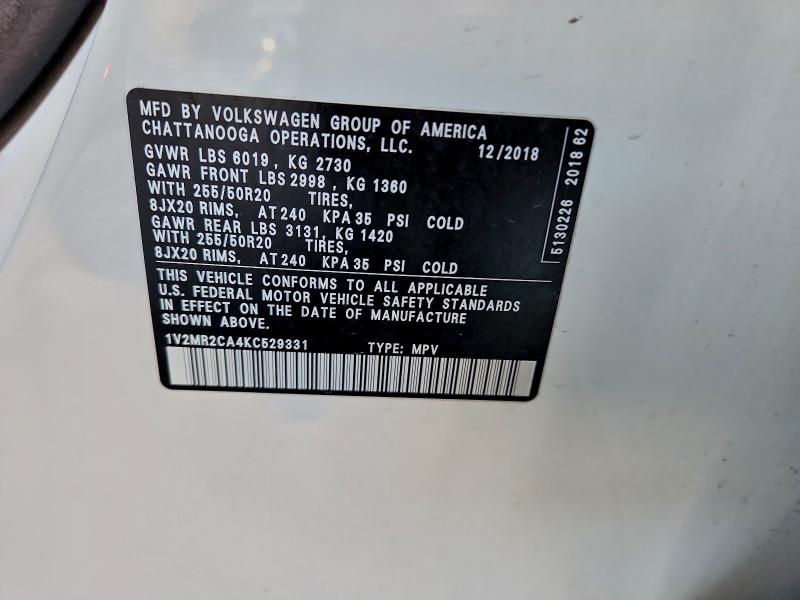 MFD BY VOLKSWAGEN GROUP OF AMERICA
CHATTANOOGA OPERATIONS, LLC.
12/2018
GVWR LBS 6019, KG 2730
GAWR FRONT LBS 2998, KG 1360
WITH 255/50R20 TIRES,
8JX20 RIMS, AT 240 KPA 35 PSI COLD
GAWR REAR LBS 3131, KG 1420
WITH 255/50R20 TIRES,
8JX20 RIMS, AT 240 KPA 35 PSI COLD
THIS VEHICLE CONFORMS TO ALL APPLICABLE
U.S. FEDERAL MOTOR VEHICLE SAFETY STANDARDS
IN EFFECT ON THE DATE OF MANUFACTURE
SHOWN ABOVE.
1V2MR2CA4KC529331 TYPE: MPV
5130226 2018 62